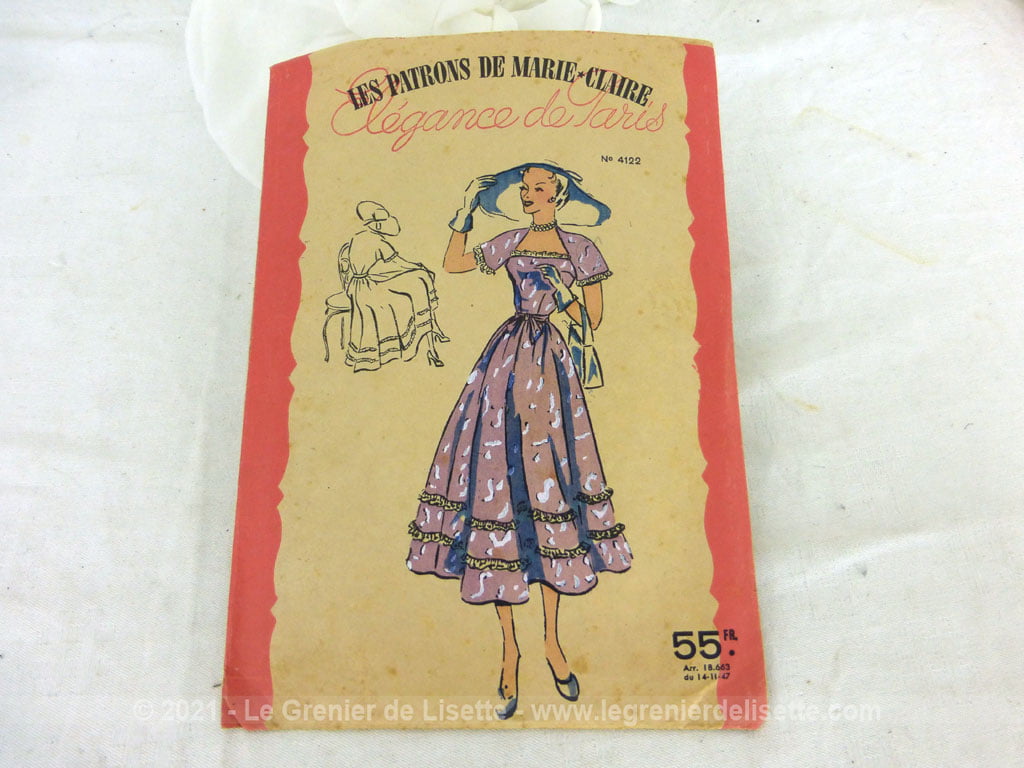 LES PATRONS DE MARIE★CLAIRE
Élégance de Paris
No 4122
55 FR.
Arr. 18.663
du 14-11-47
© 2021 - Le Grenier de Lisette - www.legrenierdelisette.com